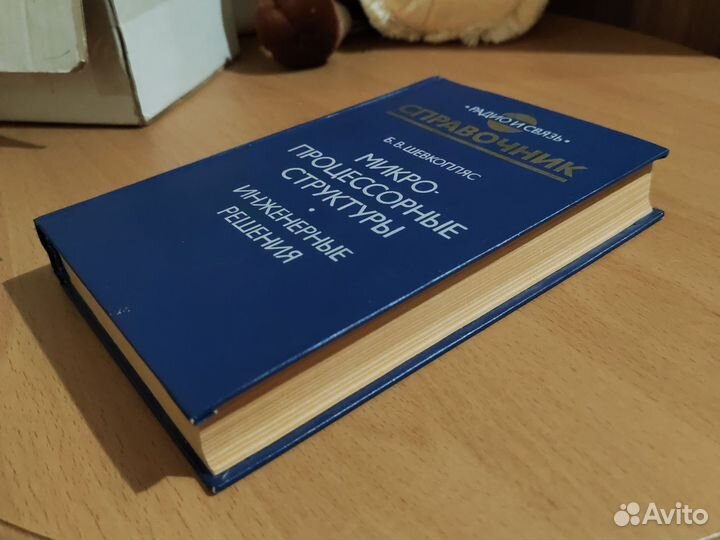 • РАДИО И СВЯЗЬ •
СПРАВОЧНИК
Б. В. ШЕВКОПЛЯС
МИКРО-
ПРОЦЕССОРНЫЕ
СТРУКТУРЫ
•
ИНЖЕНЕРНЫЕ
РЕШЕНИЯ
Avito